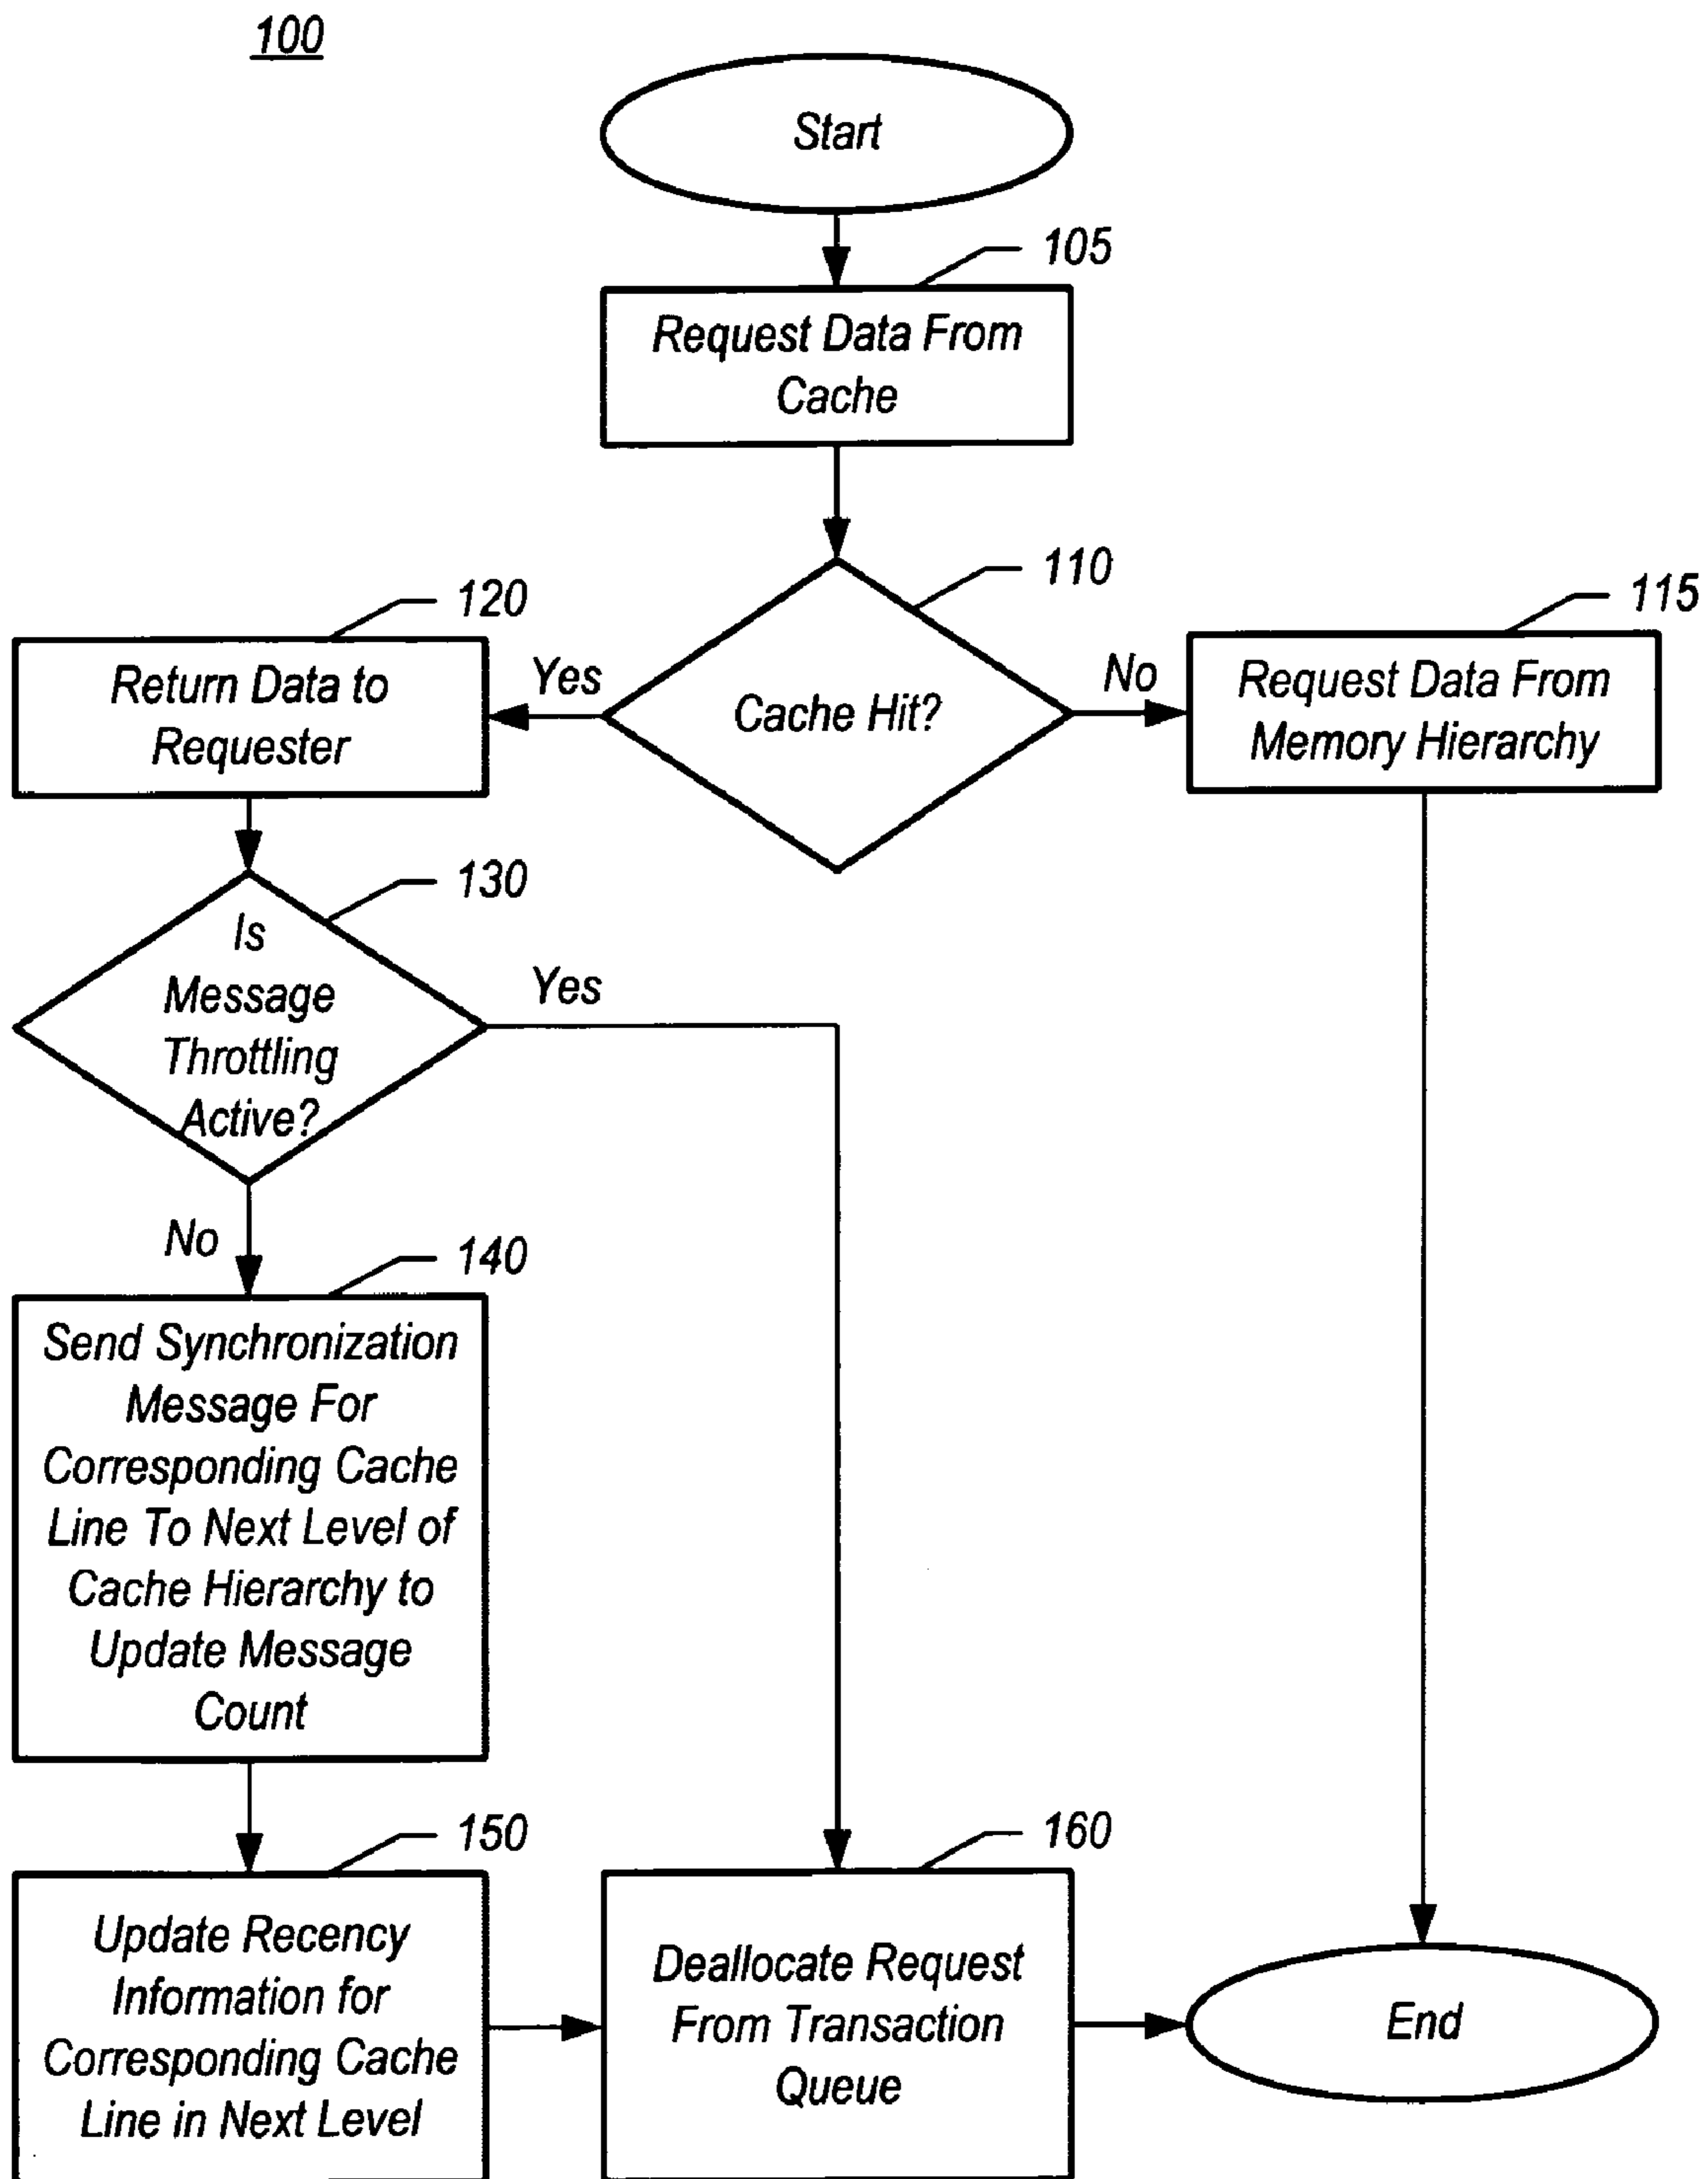 100
Start
105
Request Data From
Cache
110
Cache Hit?
Yes
No
120
Return Data to
Requester
115
Request Data From
Memory Hierarchy
130
Is
Message
Throttling
Active?
Yes
No
140
Send Synchronization
Message For
Corresponding Cache
Line To Next Level of
Cache Hierarchy to
Update Message
Count
150
Update Recency
Information for
Corresponding Cache
Line in Next Level
160
Deallocate Request
From Transaction
Queue
End